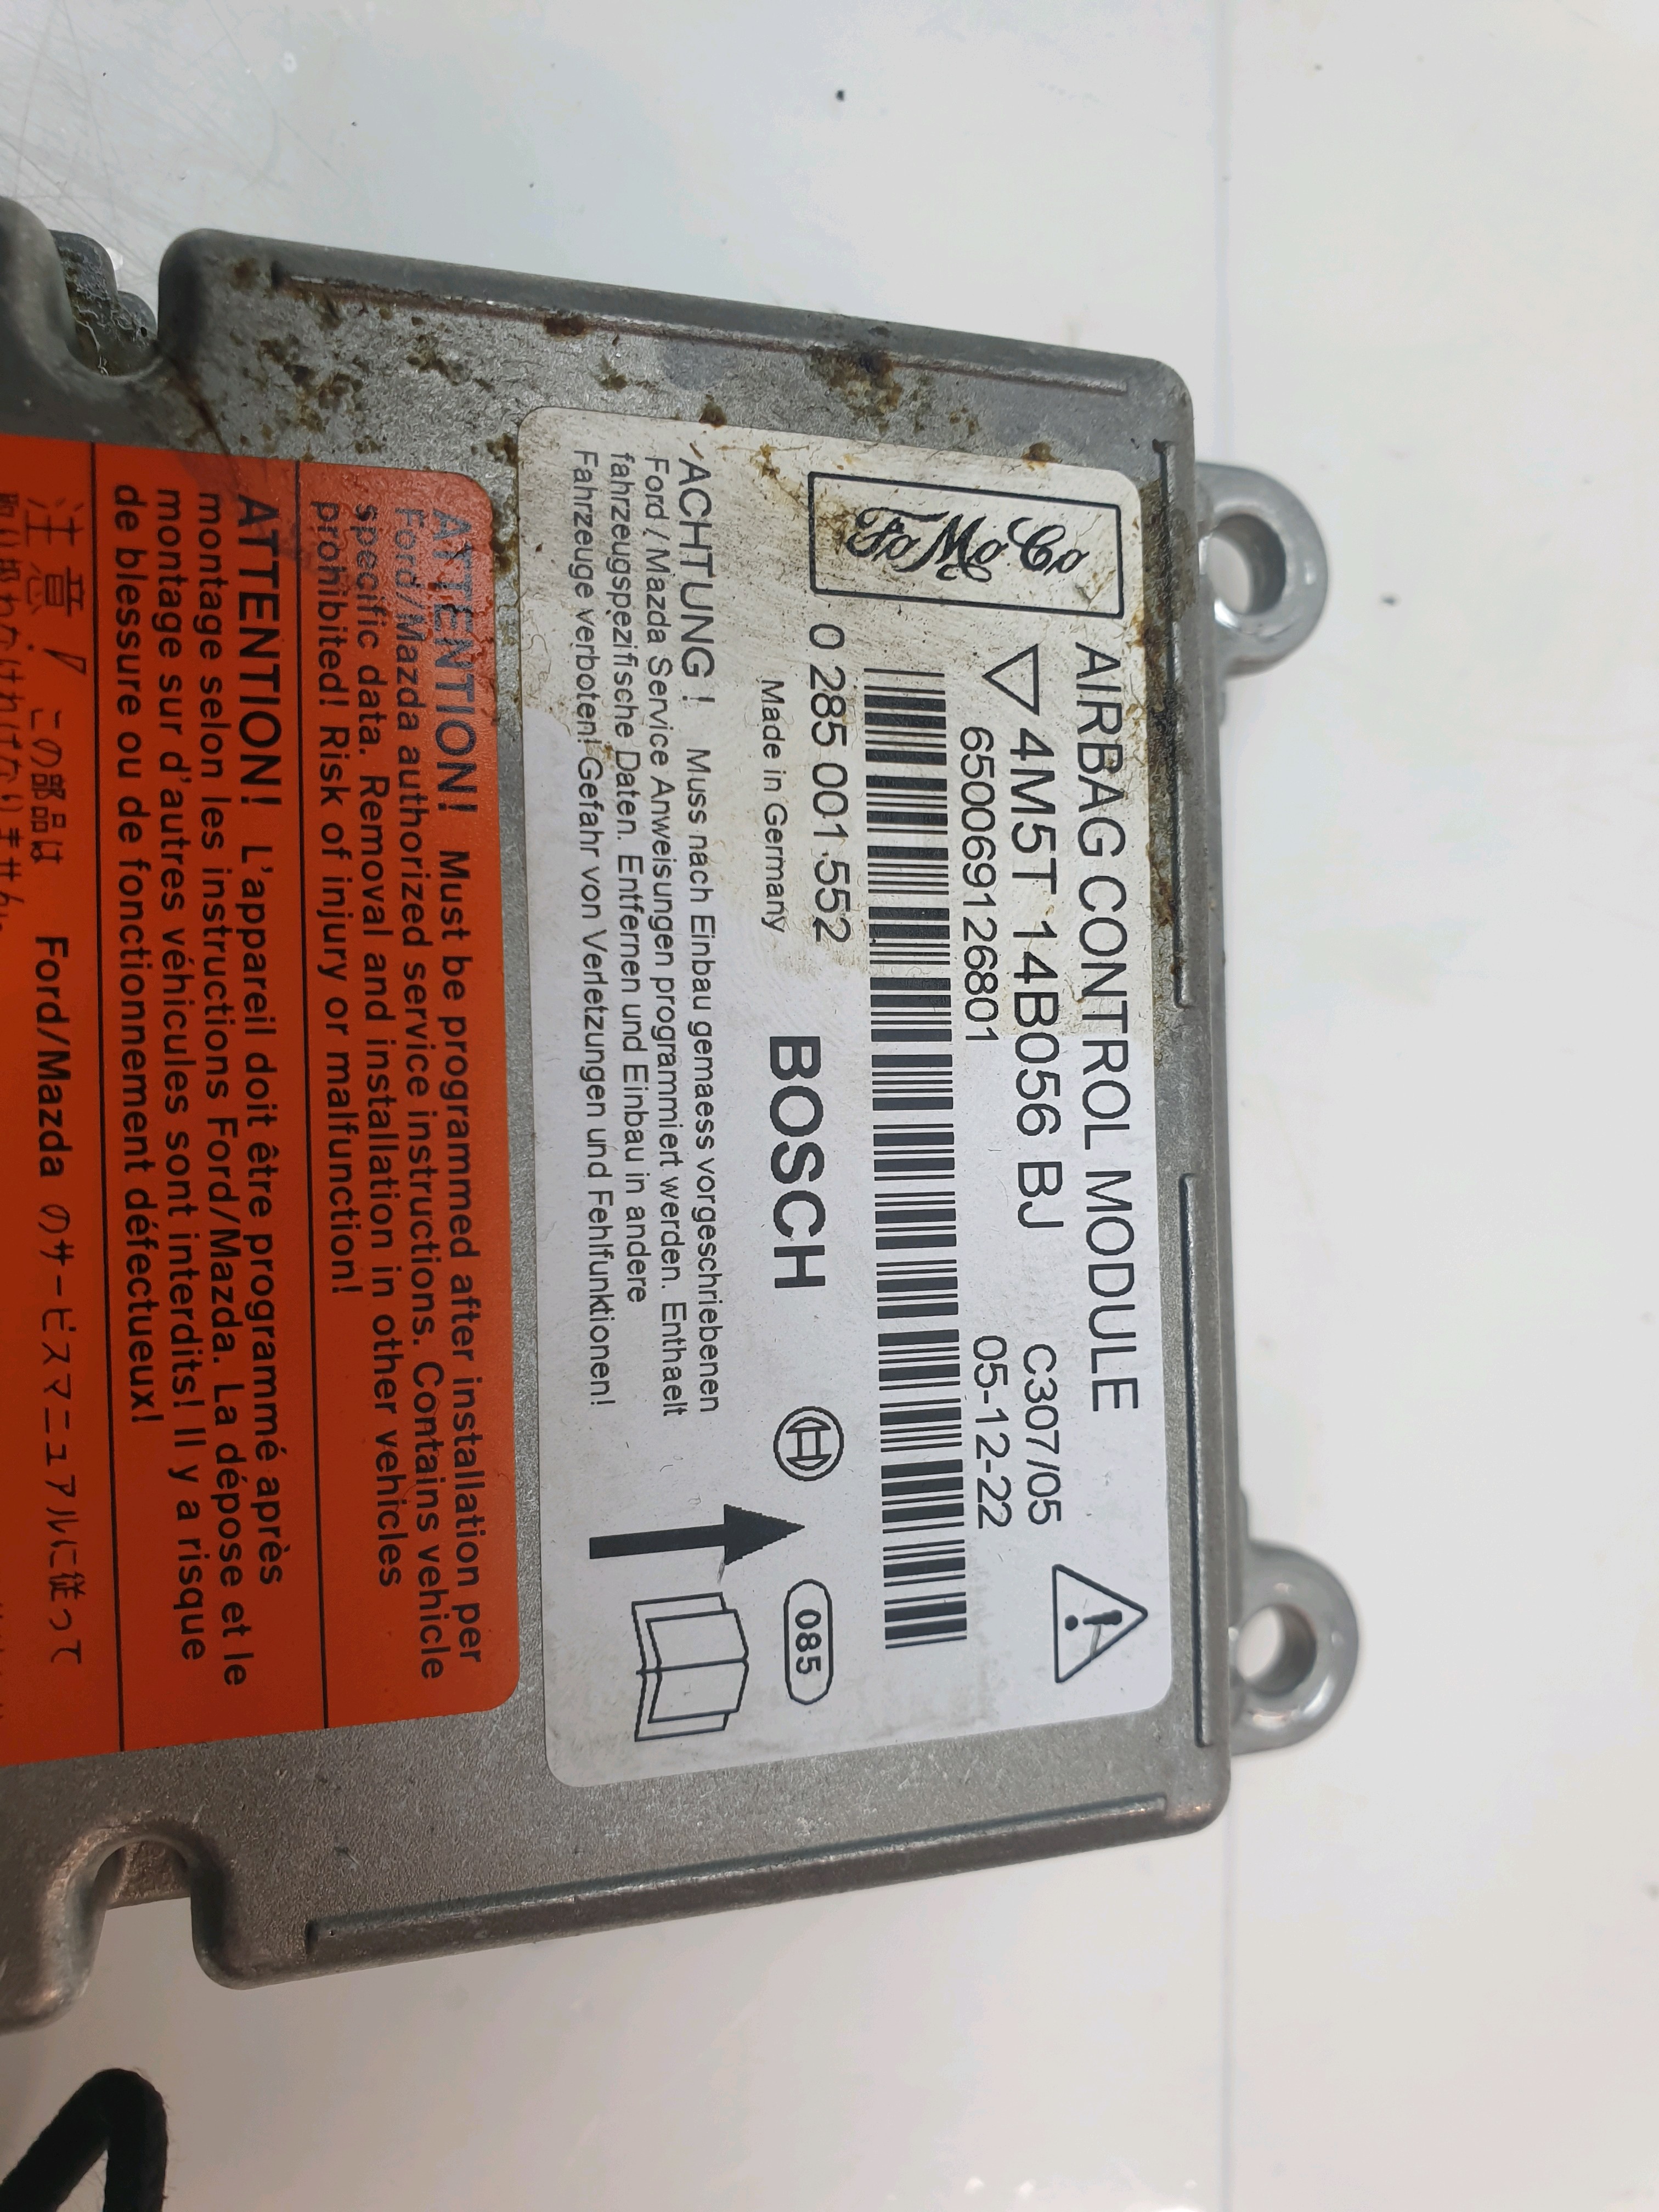 FoMoCo
AIRBAG CONTROL MODULE
4M5T 14B056 BJ C307/05
650069126801 05-12-22
0 285 001 552
Made in Germany
BOSCH
085
ACHTUNG! Muss nach Einbau gemaess vorgeschriebenen
Ford/Mazda Service Anweisungen programmiert werden. Enthaelt
fahrzeugspezifische Daten. Entfernen und Einbau in andere
Fahrzeuge verboten! Gefahr von Verletzungen und Fehlfunktionen!
ATTENTION! Must be programmed after installation per
Ford/Mazda authorized service instructions. Contains vehicle
specific data. Removal and installation in other vehicles
prohibited! Risk of injury or malfunction!
ATTENTION! L'appareil doit être programmé après
montage selon les instructions Ford/Mazda. La dépose et le
montage sur d'autres véhicules sont interdits! Il y a risque
de blessure ou de fonctionnement défectueux!
注意! この部品は Ford/Mazda のサービスマニュアルに従って